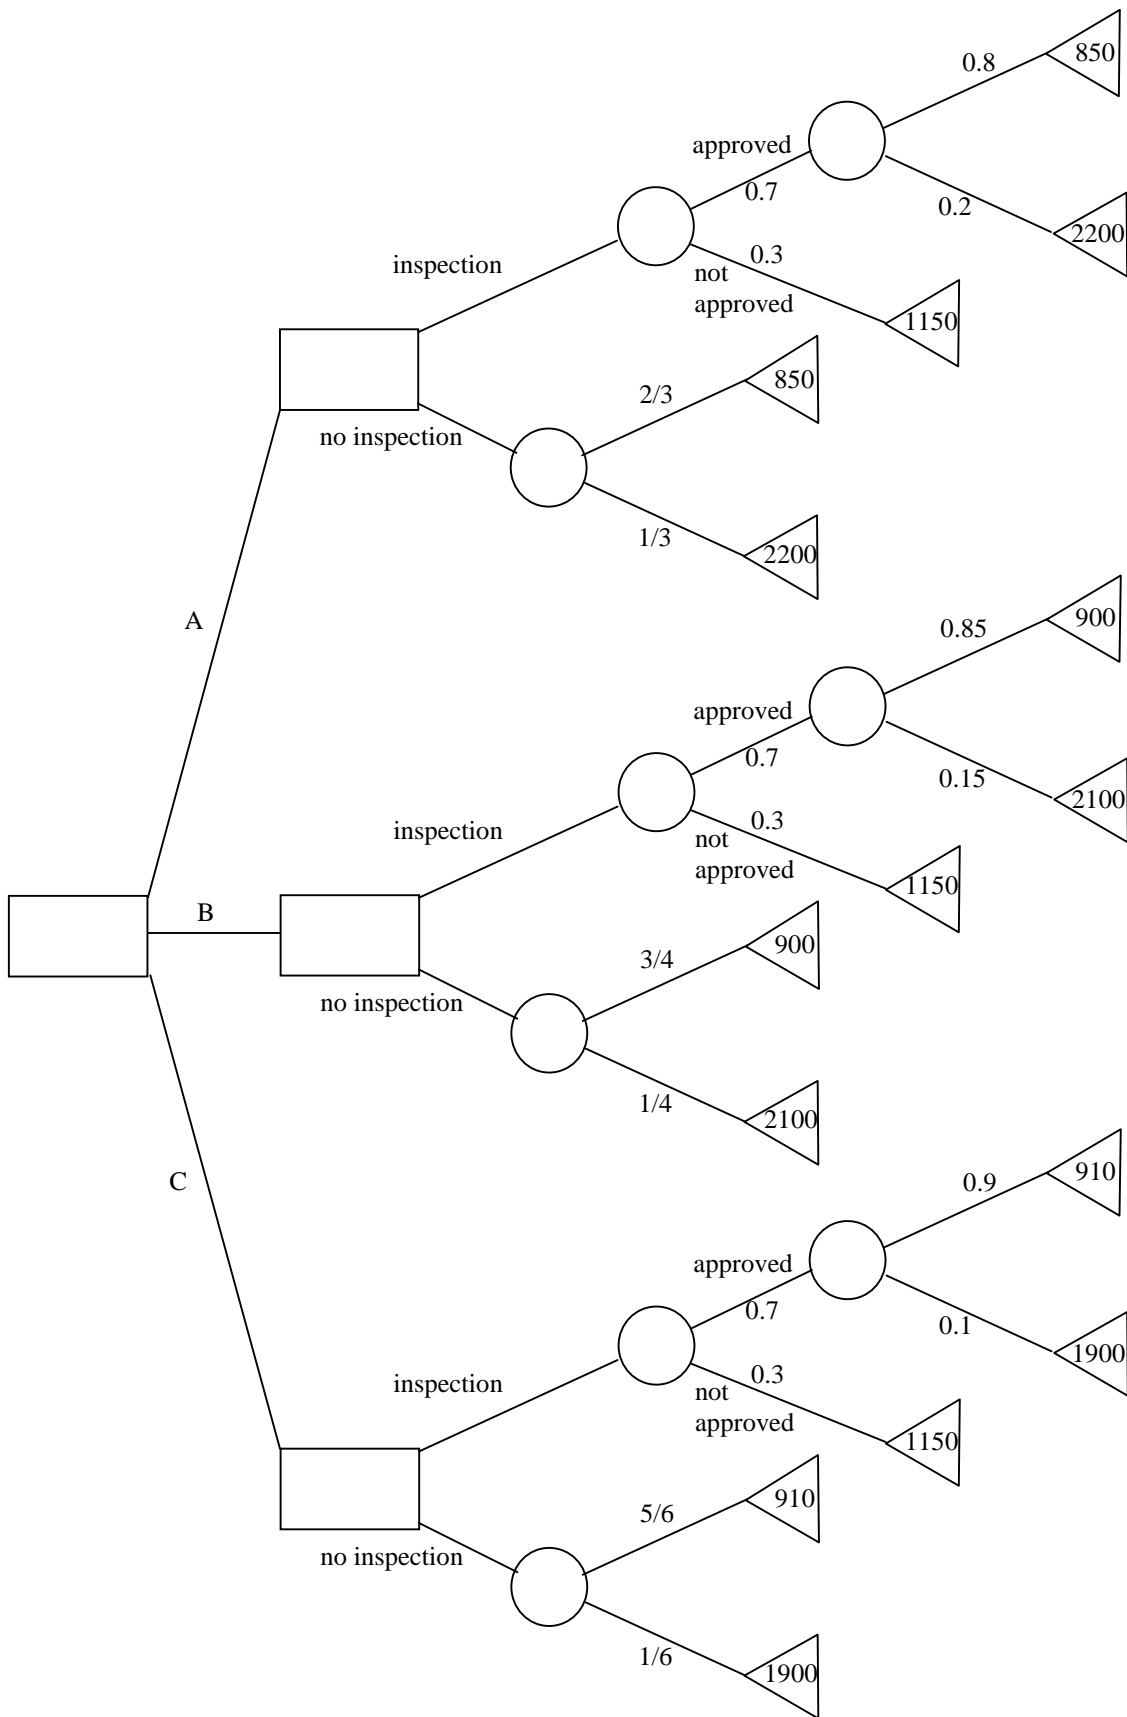 0.8
850
approved
0.7
0.2
2200
inspection
0.3
not
approved
1150
2/3
850
no inspection
1/3
2200
A
0.85
900
approved
0.7
0.15
2100
inspection
0.3
not
approved
1150
B
3/4
900
no inspection
1/4
2100
C
0.9
910
approved
0.7
0.1
1900
inspection
0.3
not
approved
1150
5/6
910
no inspection
1/6
1900